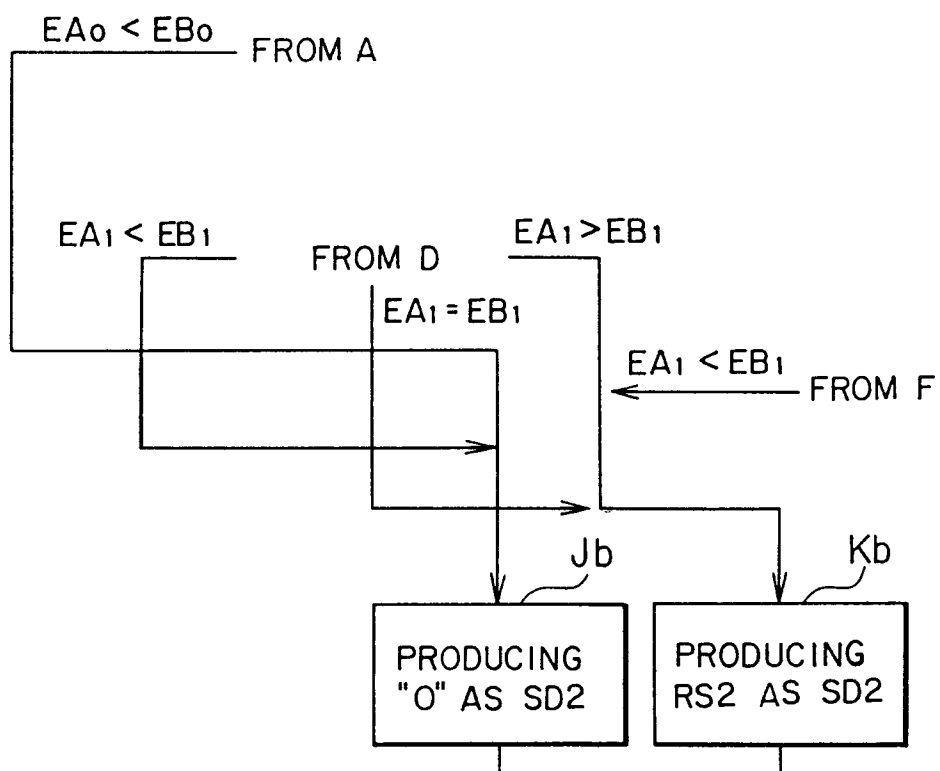 EA0 < EB0
FROM A
EA1 < EB1
FROM D
EA1 > EB1
EA1 = EB1
EA1 < EB1
FROM F
Jb
Kb
PRODUCING
"0" AS SD2
PRODUCING
RS2 AS SD2